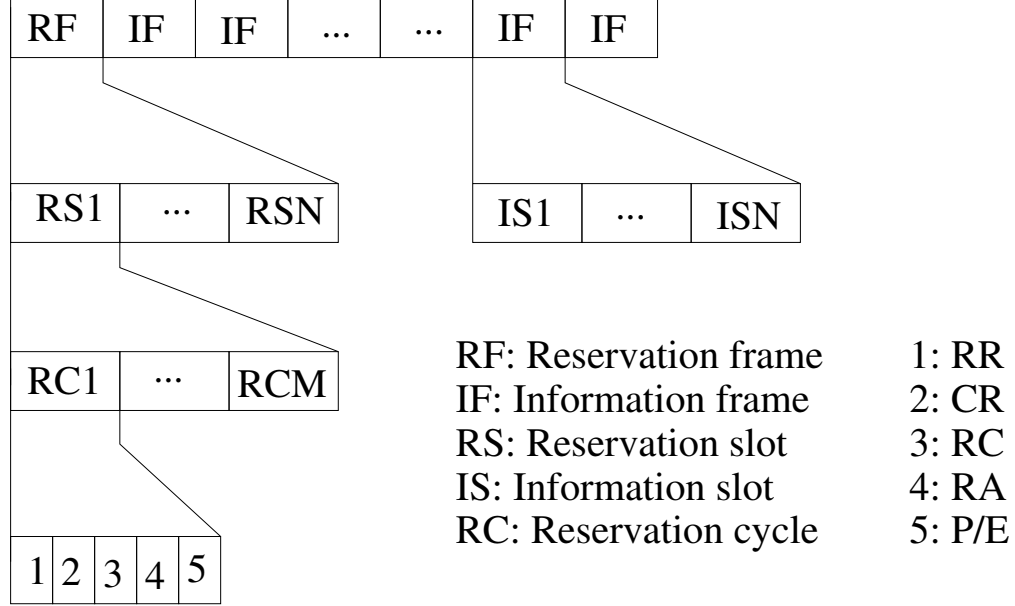 RF IF IF ... ... IF IF
RS1 ... RSN IS1 ... ISN
RC1 ... RCM
RF: Reservation frame 1: RR
IF: Information frame 2: CR
RS: Reservation slot 3: RC
IS: Information slot 4: RA
RC: Reservation cycle 5: P/E
1 2 3 4 5